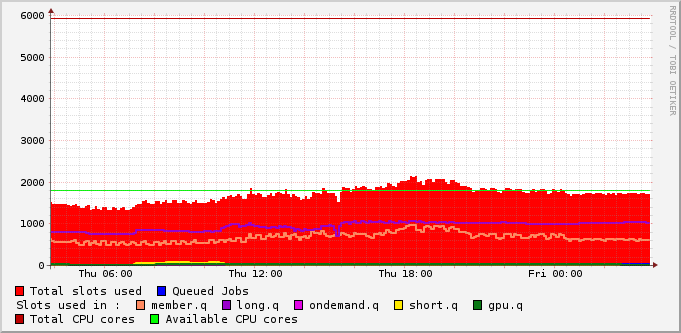 6000
5000
4000
3000
2000
1000
0
Thu 06:00 Thu 12:00 Thu 18:00 Fri 00:00
RRDTOOL / TOBI OETIKER
Total slots used Queued Jobs
Slots used in : member.q long.q ondemand.q short.q gpu.q
Total CPU cores Available CPU cores